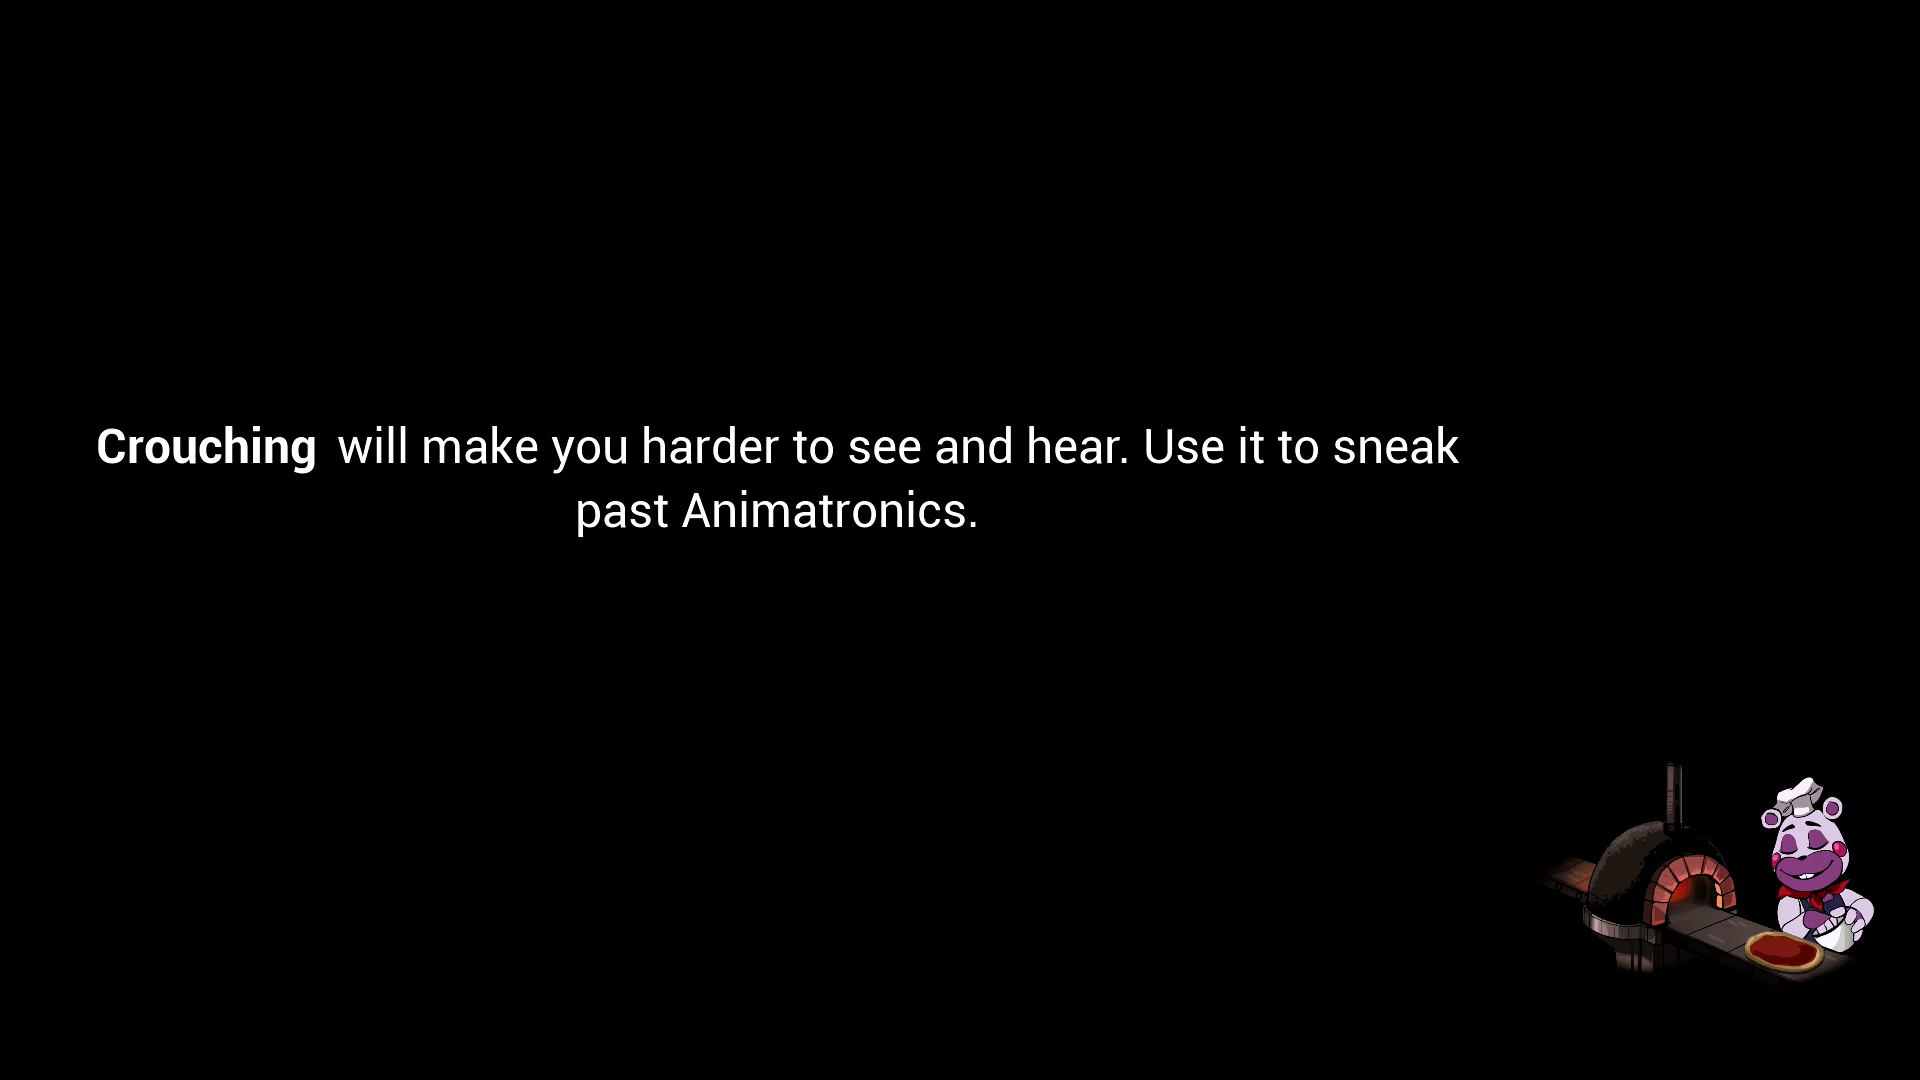 Crouching will make you harder to see and hear. Use it to sneak
past Animatronics.